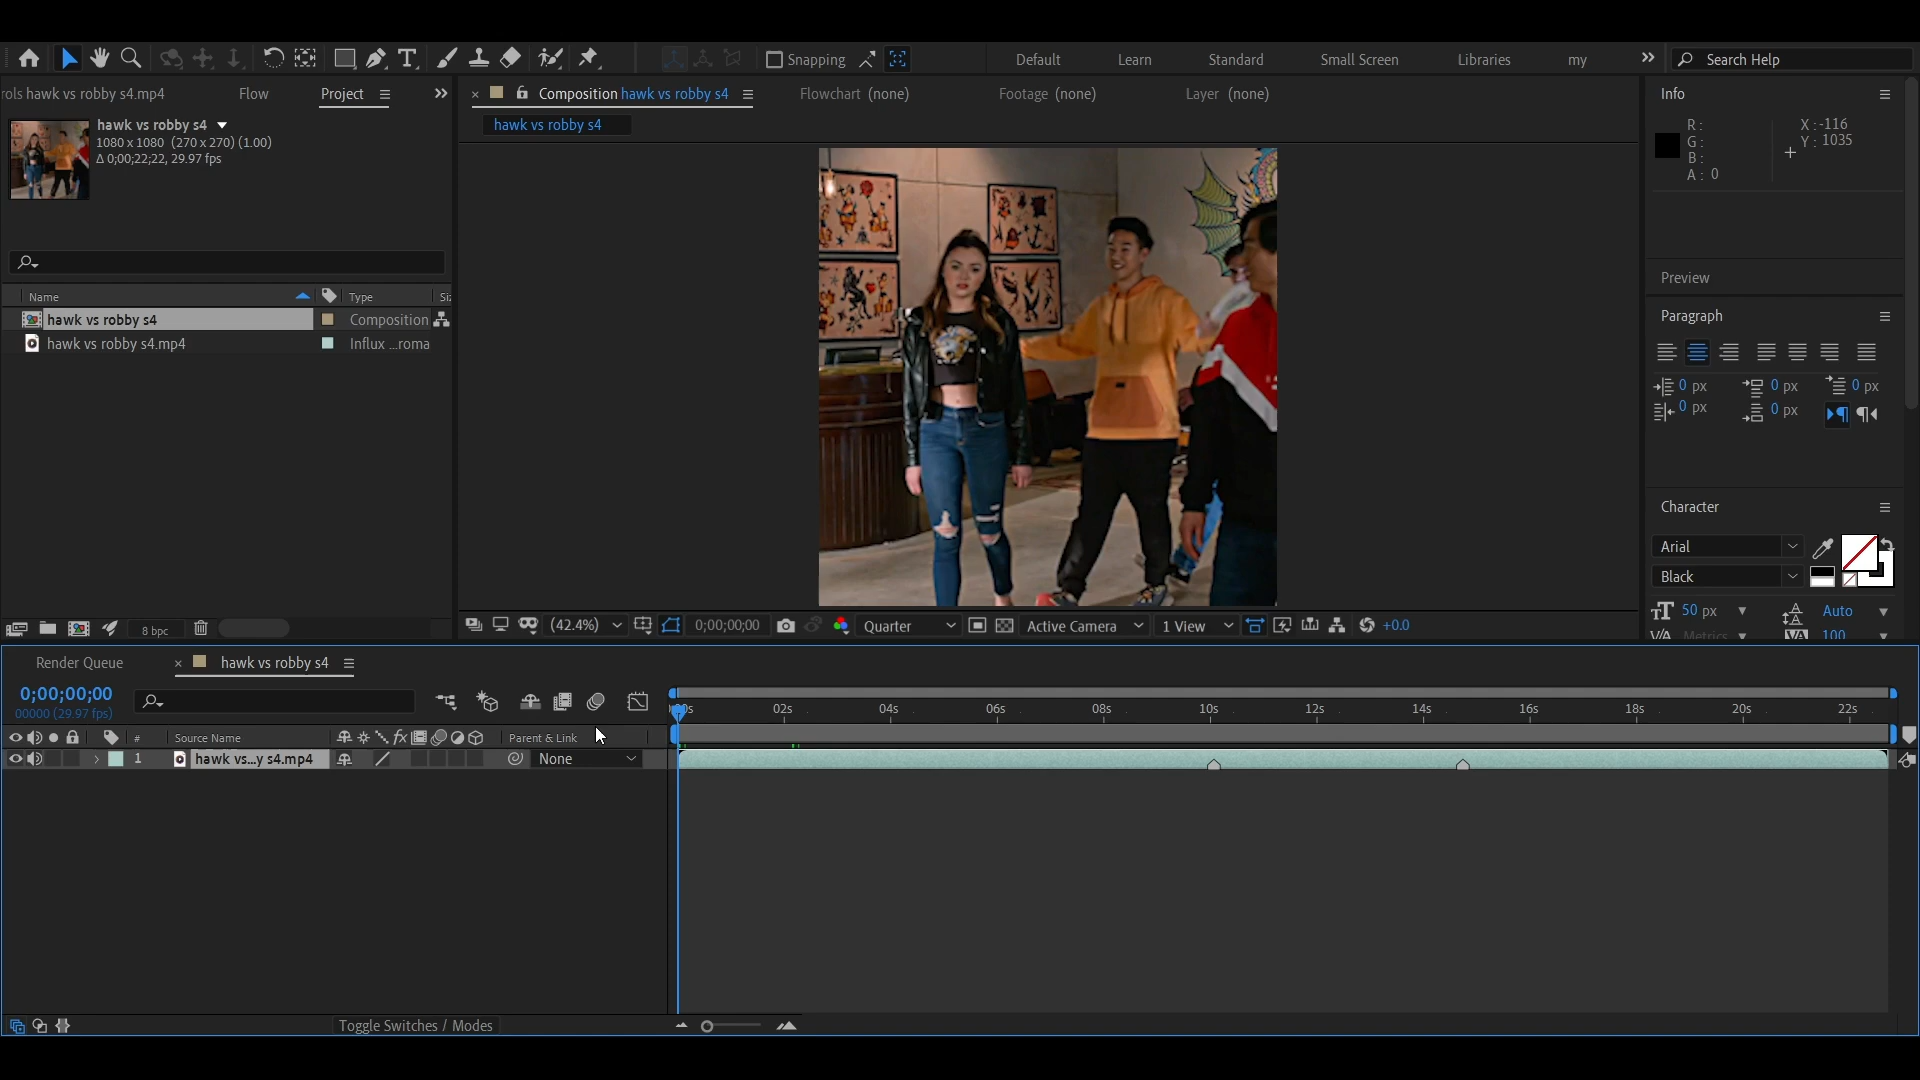 Snapping
Default
Learn
Standard
Small Screen
Libraries
my
Search Help
rols hawk vs robby s4.mp4
Flow
Project
Composition hawk vs robby s4
Flowchart (none)
Footage (none)
Layer (none)
Info
hawk vs robby s4
1080 x 1080 (270 x 270) (1.00)
Δ 0;00;22;22, 29.97 fps
hawk vs robby s4
R :
G :
B :
A : 0
X : -116
Y : 1035
Preview
Name
Type
Siz
hawk vs robby s4
Composition
hawk vs robby s4.mp4
Influx ...roma
Paragraph
0 px
0 px
0 px
0 px
0 px
Character
Arial
Black
50 px
Auto
Metrics
100
8 bpc
(42.4%)
0;00;00;00
Quarter
Active Camera
1 View
+0.0
Render Queue
hawk vs robby s4
0;00;00;00
00000 (29.97 fps)
02s
04s
06s
08s
10s
12s
14s
16s
18s
20s
22s
#
Source Name
Parent & Link
1
hawk vs...y s4.mp4
None
Toggle Switches / Modes